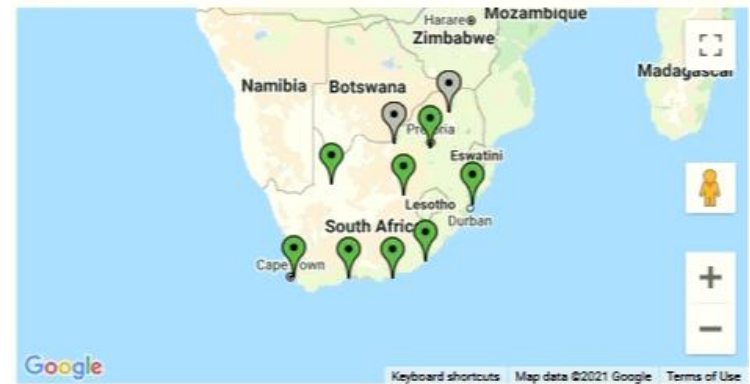 Harare
Mozambique
Zimbabwe
Madagascar
Namibia
Botswana
Pretoria
Eswatini
Lesotho
Durban
South Africa
Cape Town
Google
Keyboard shortcuts
Map data ©2021 Google
Terms of Use